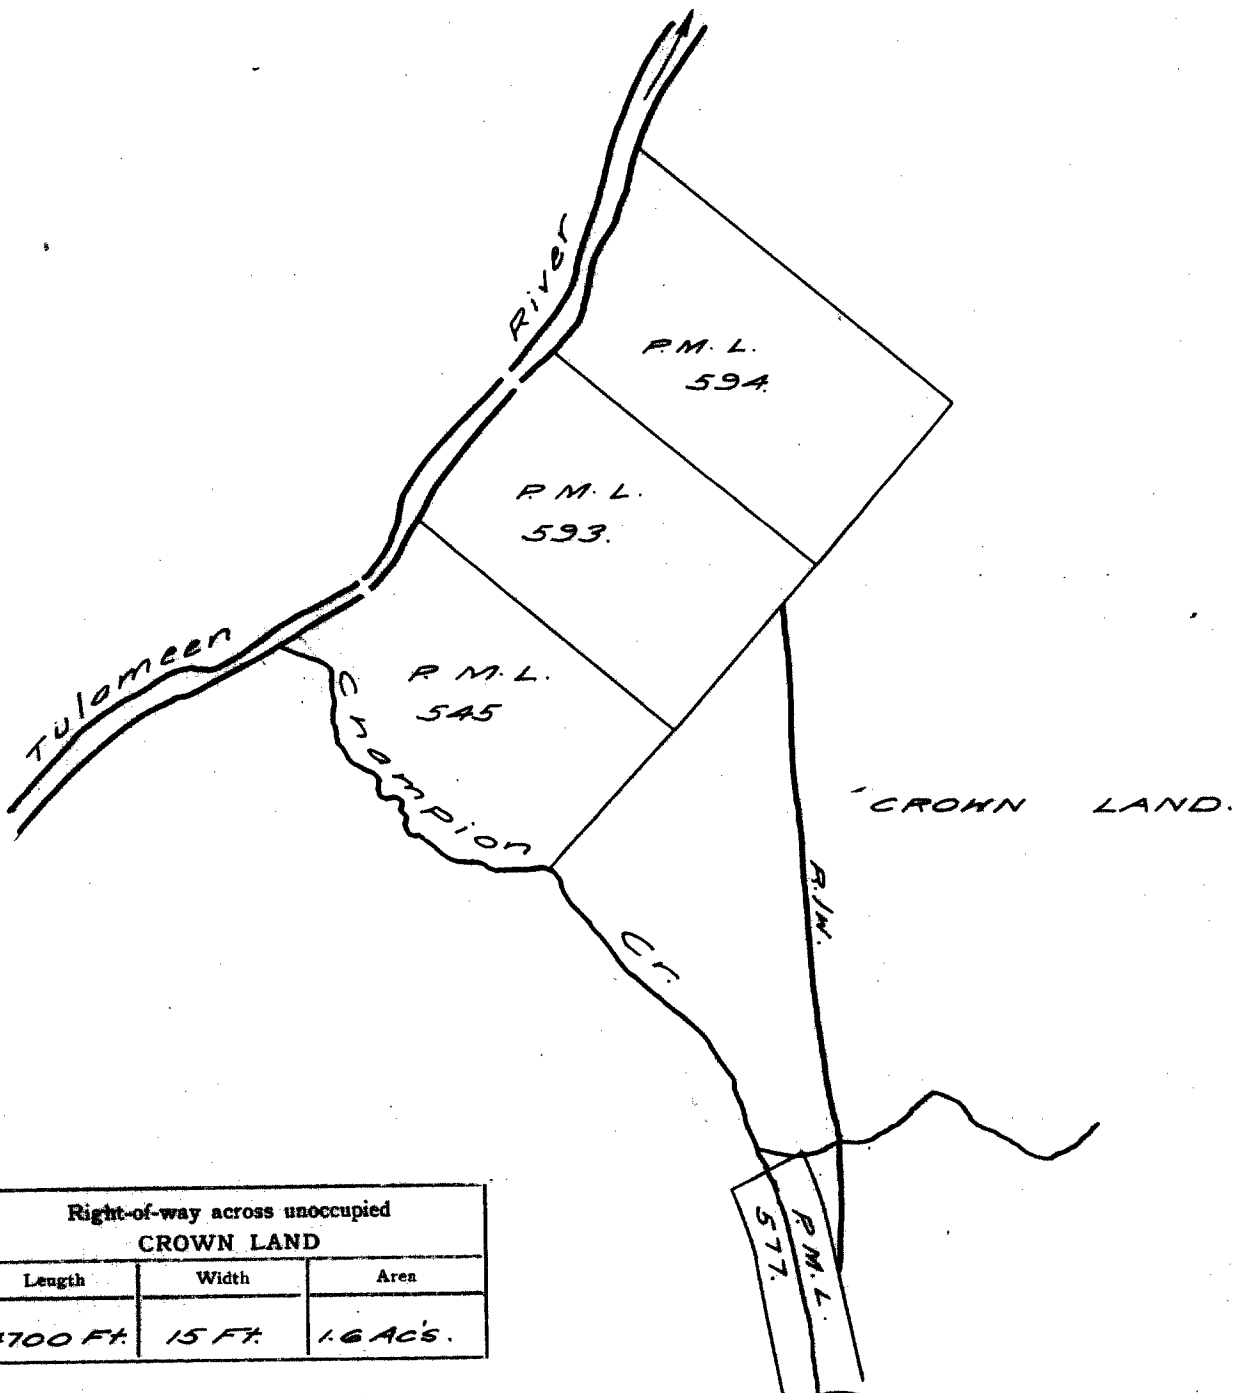 River
P.M.L.
594.
P.M.L.
593.
Tulameen
P.M.L.
545
Champion
Cr.
CROWN LAND.
R/W.
P.M.L.
577.
Right-of-way across unoccupied
CROWN LAND
Length Width Area
15 Ft. 1.6 Ac's.